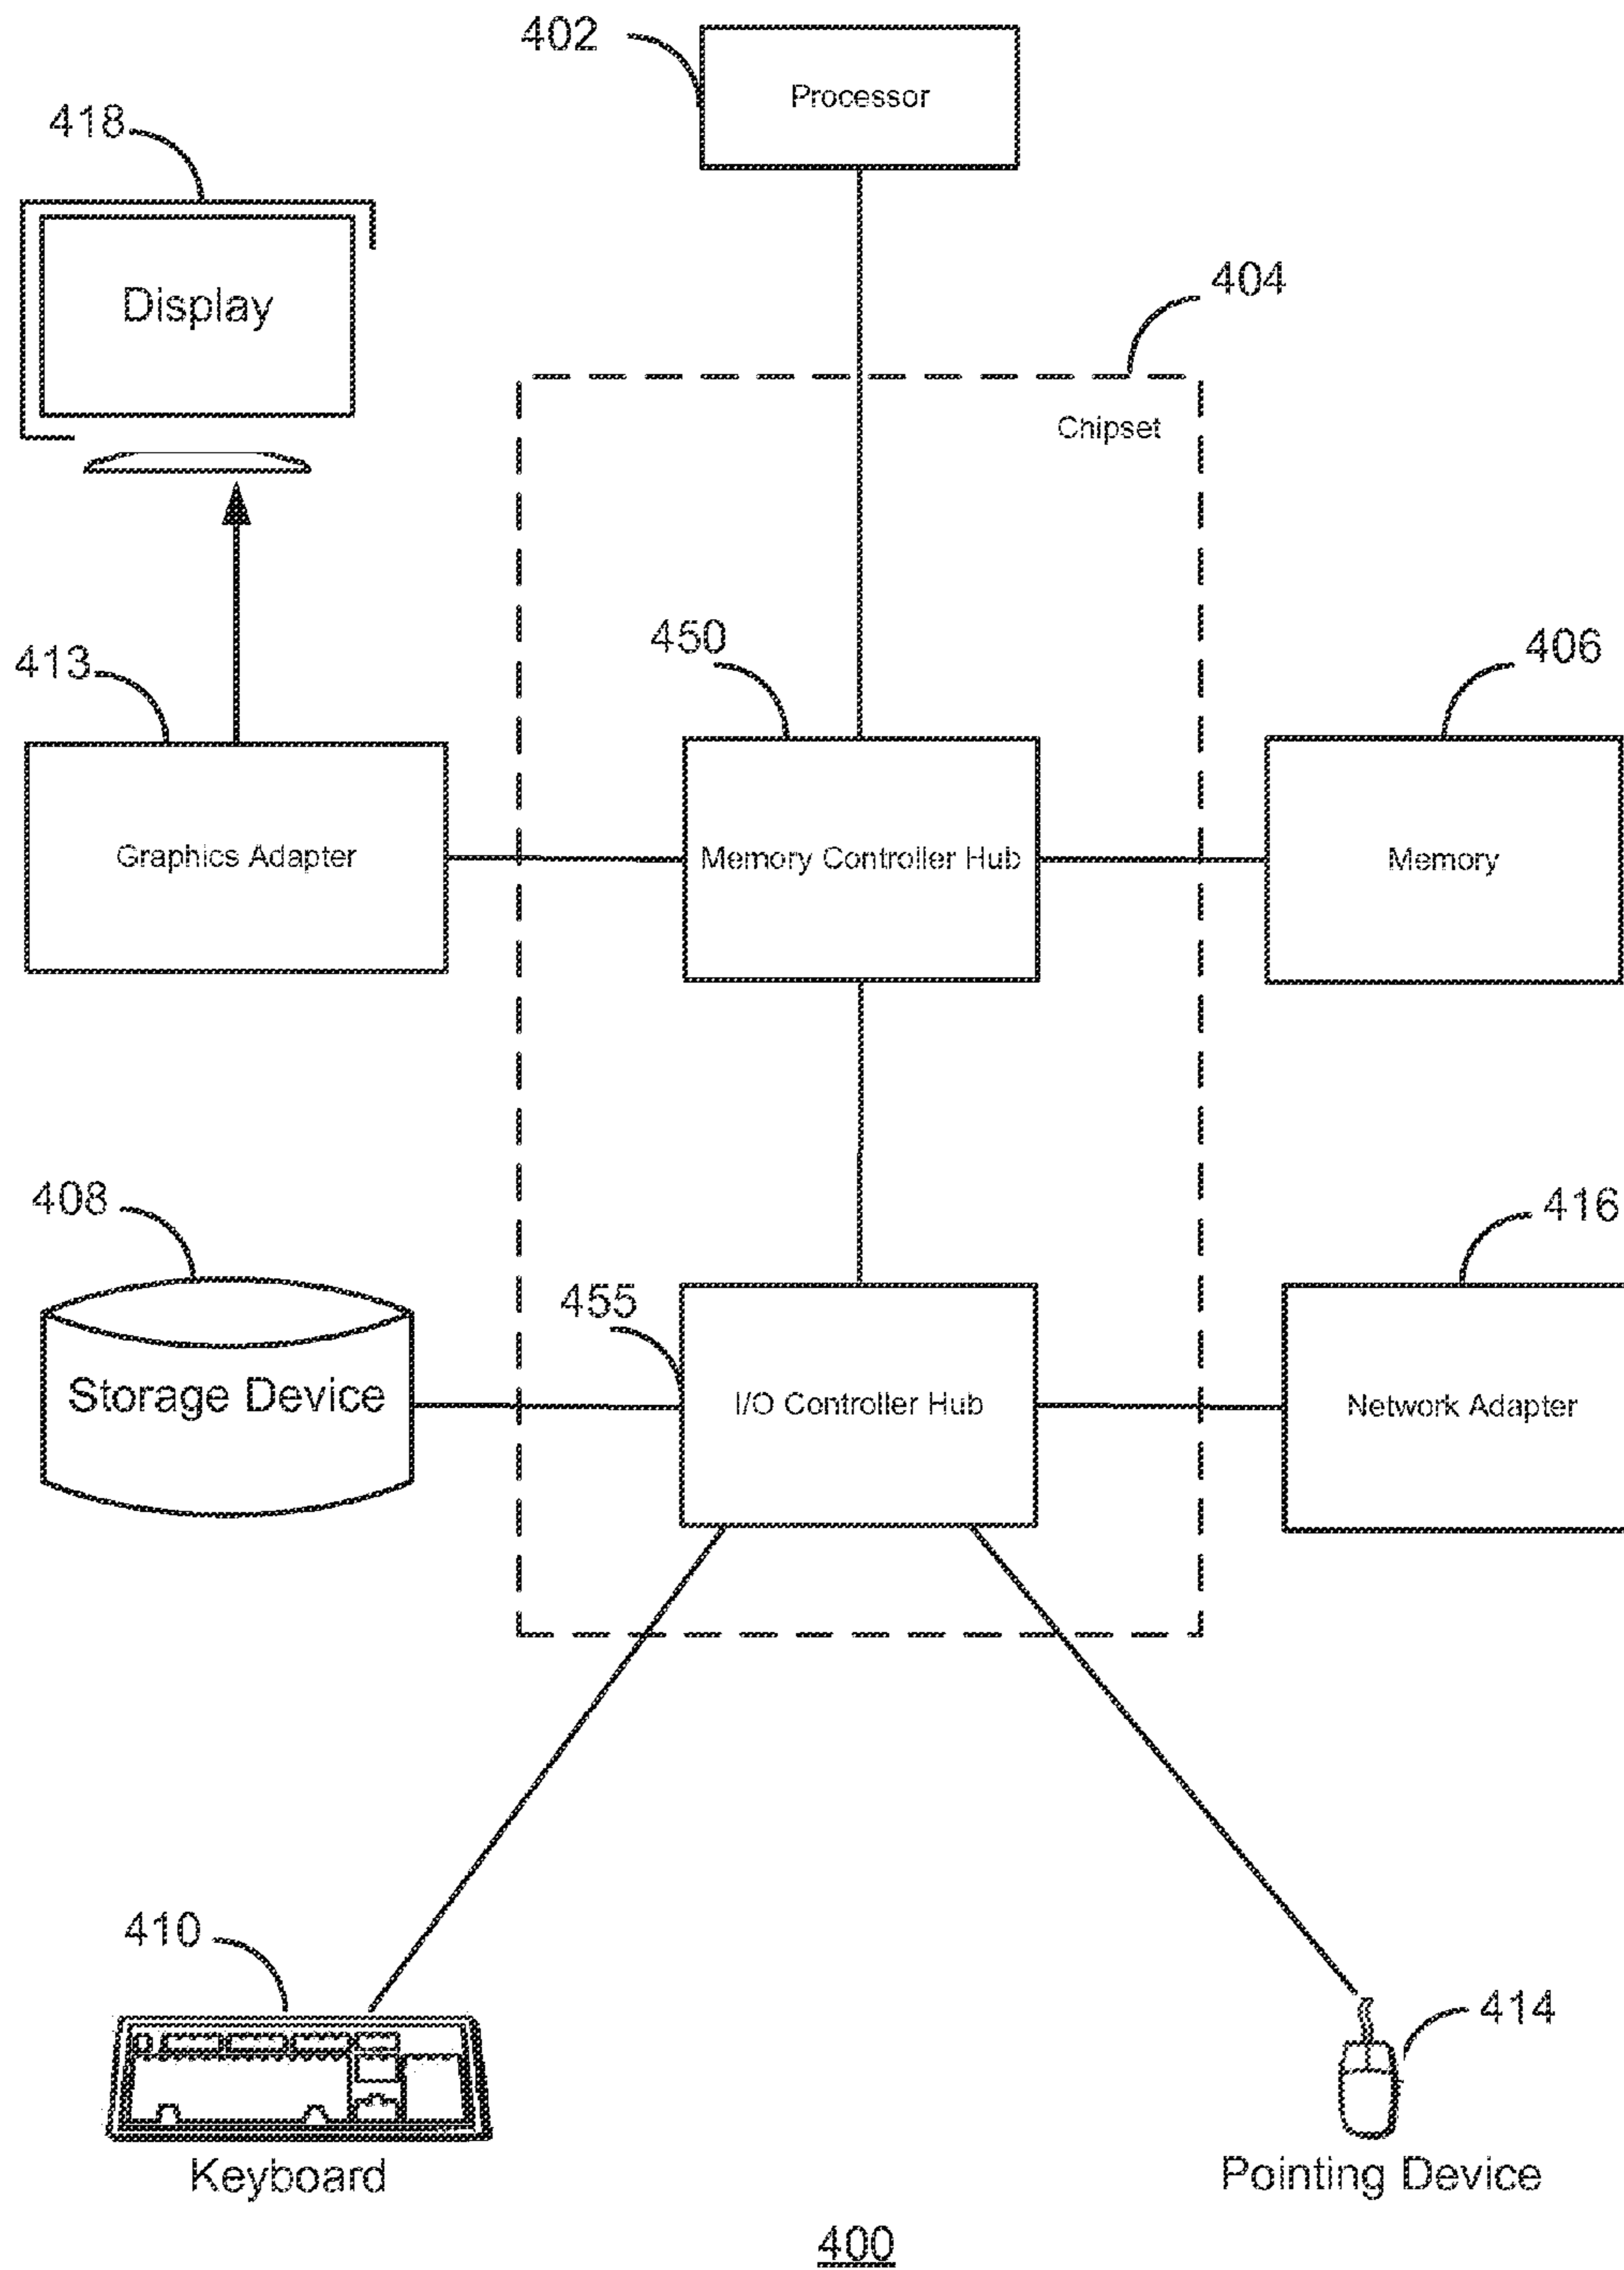 402
Processor
418
Display
404
Chipset
413
450
406
Graphics Adapter
Memory Controller Hub
Memory
408
455
416
Storage Device
I/O Controller Hub
Network Adapter
410
414
Keyboard
Pointing Device
400